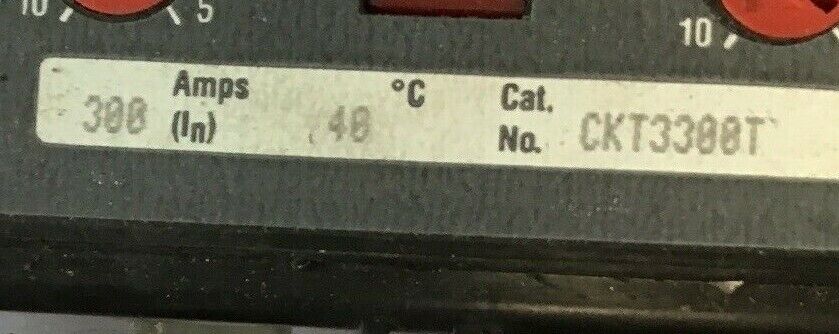 10 5
10
Amps °C Cat.
300 (In) 40 No. CKT3300T